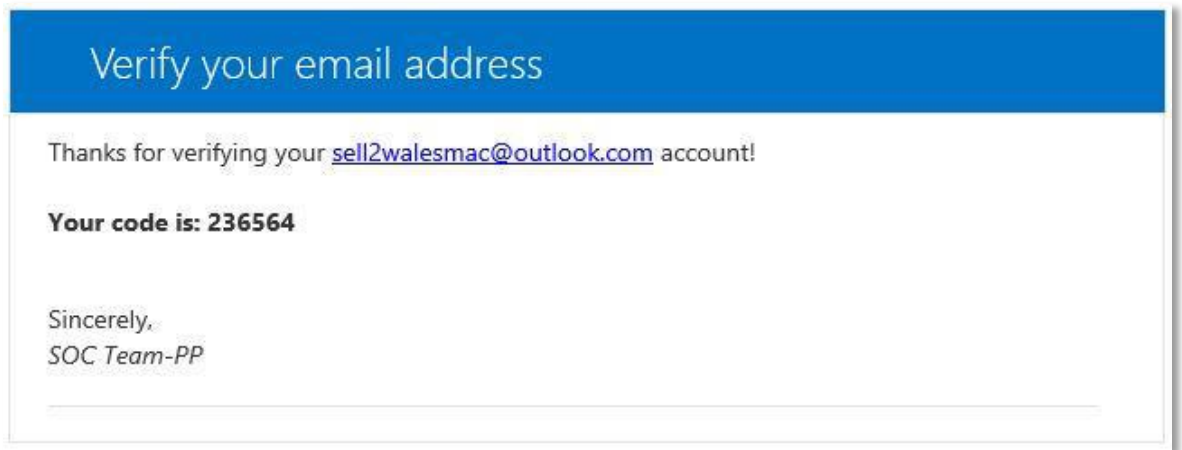 Verify your email address
Thanks for verifying your sell2walesmac@outlook.com account!
Your code is: 236564
Sincerely,
SOC Team-PP